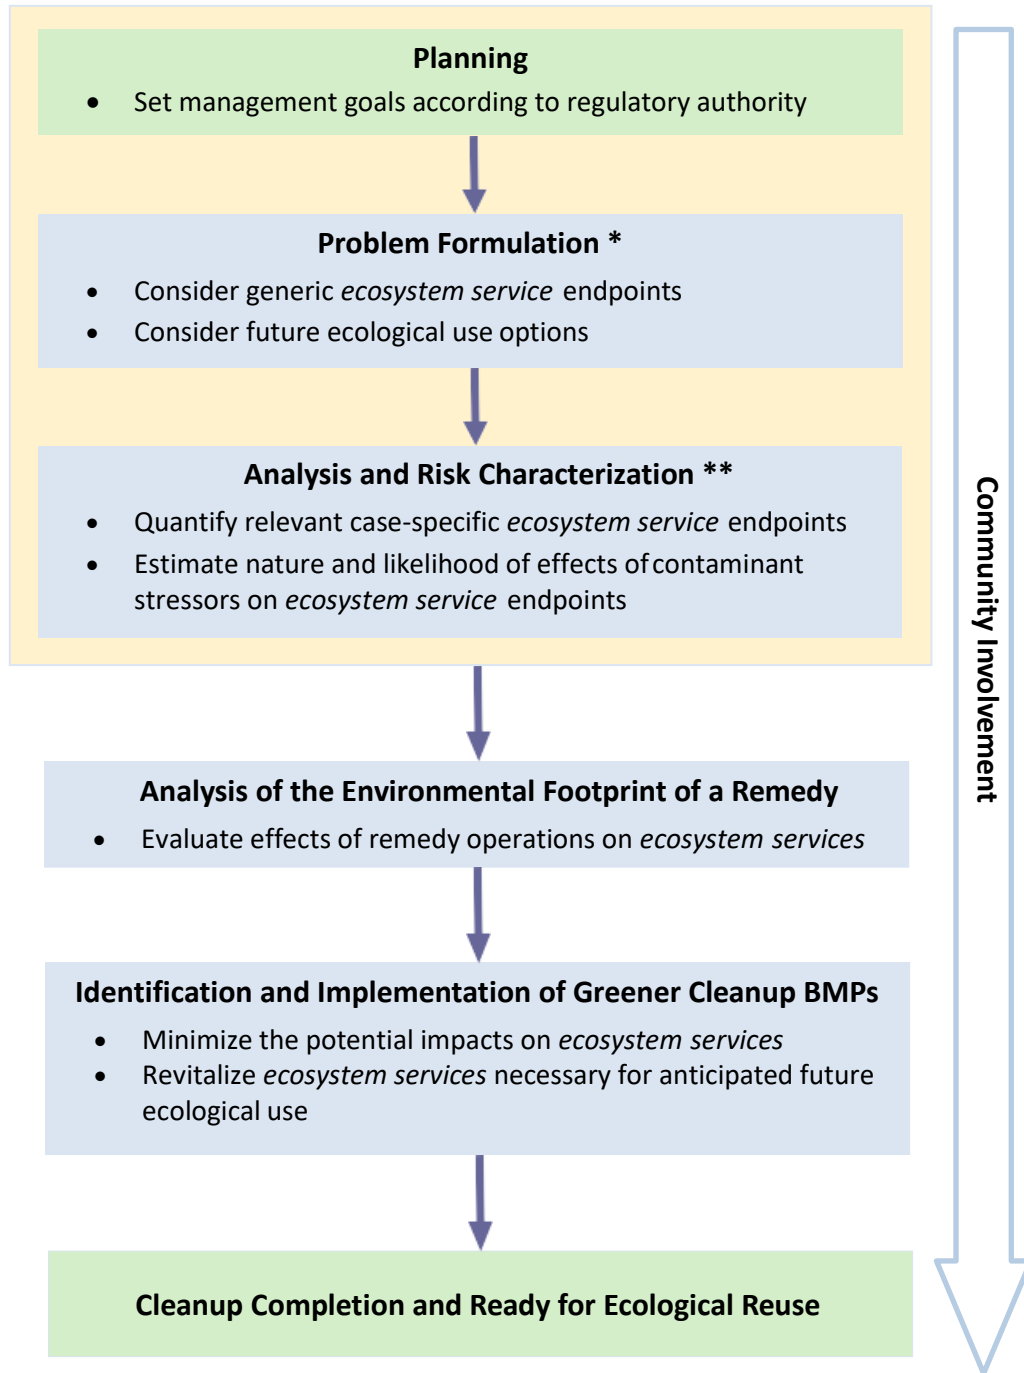 Planning
• Set management goals according to regulatory authority
Problem Formulation *
• Consider generic ecosystem service endpoints
• Consider future ecological use options
Analysis and Risk Characterization **
• Quantify relevant case-specific ecosystem service endpoints
• Estimate nature and likelihood of effects of contaminant
stressors on ecosystem service endpoints
Analysis of the Environmental Footprint of a Remedy
• Evaluate effects of remedy operations on ecosystem services
Identification and Implementation of Greener Cleanup BMPs
• Minimize the potential impacts on ecosystem services
• Revitalize ecosystem services necessary for anticipated future
ecological use
Cleanup Completion and Ready for Ecological Reuse
Community Involvement